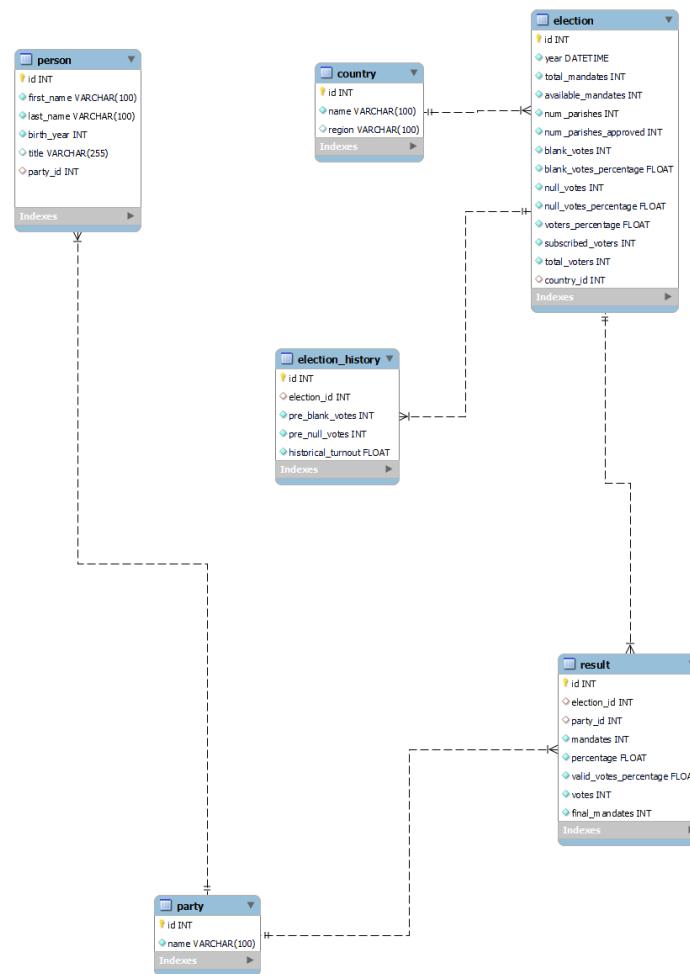 election
id INT
year DATETIME
total_mandates INT
available_mandates INT
num_parishes INT
num_parishes_approved INT
blank_votes INT
blank_votes_percentage FLOAT
null_votes INT
null_votes_percentage FLOAT
voters_percentage FLOAT
subscribed_voters INT
total_voters INT
country_id INT
Indexes
person
id INT
first_name VARCHAR(100)
last_name VARCHAR(100)
birth_year INT
title VARCHAR(255)
party_id INT
Indexes
country
id INT
name VARCHAR(100)
region VARCHAR(100)
Indexes
election_history
id INT
election_id INT
pre_blank_votes INT
pre_null_votes INT
historical_turnout FLOAT
Indexes
result
id INT
election_id INT
party_id INT
mandates INT
percentage FLOAT
valid_votes_percentage FLOA
votes INT
final_mandates INT
Indexes
party
id INT
name VARCHAR(100)
Indexes